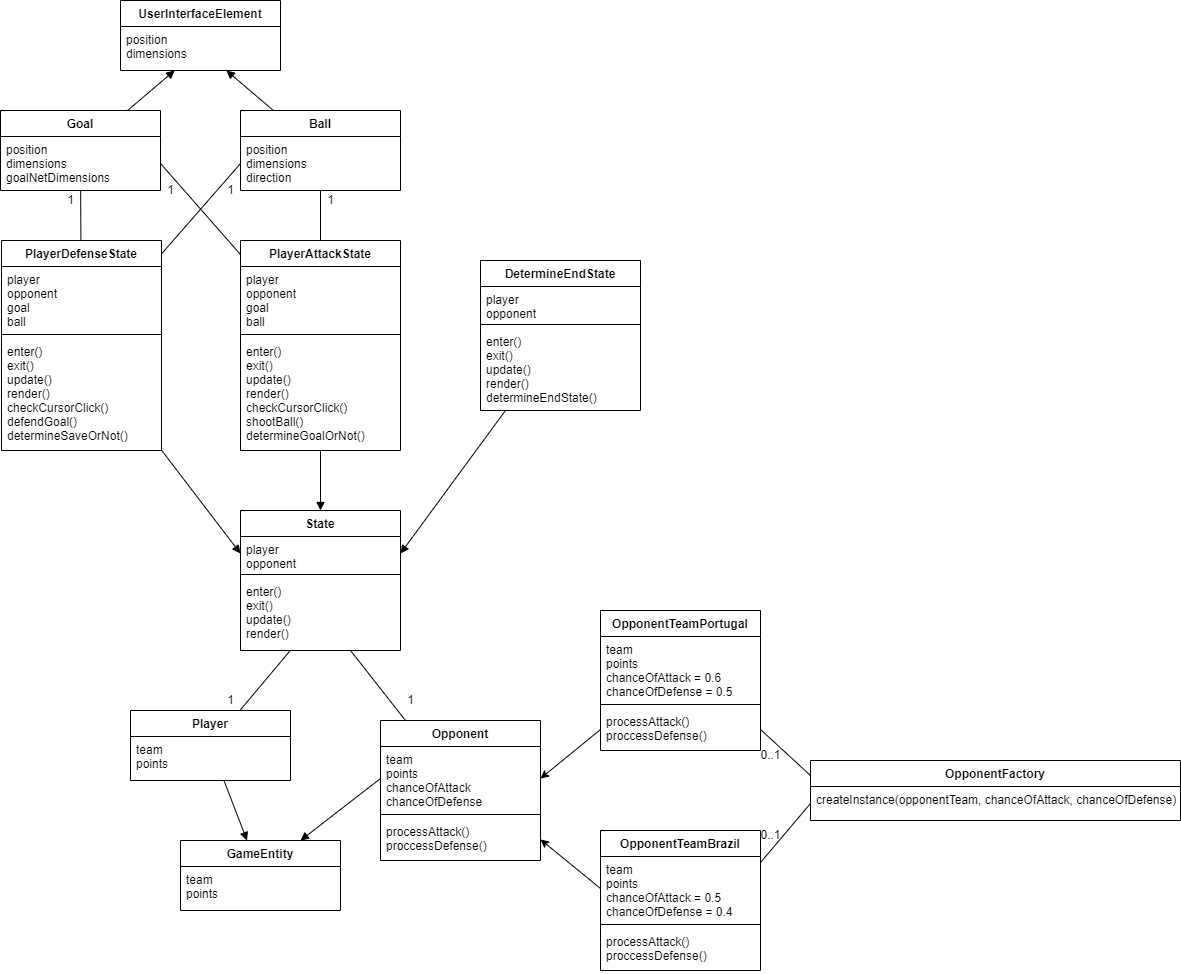 UserInterfaceElement
position
dimensions
Goal
position
dimensions
goalNetDimensions
Ball
position
dimensions
direction
1
1
1
1
PlayerDefenseState
player
opponent
goal
ball
enter()
exit()
update()
render()
checkCursorClick()
defendGoal()
determineSaveOrNot()
PlayerAttackState
player
opponent
goal
ball
enter()
exit()
update()
render()
checkCursorClick()
shootBall()
determineGoalOrNot()
DetermineEndState
player
opponent
enter()
exit()
update()
render()
determineEndState()
State
player
opponent
enter()
exit()
update()
render()
1
1
Player
team
points
Opponent
team
points
chanceOfAttack
chanceOfDefense
processAttack()
proccessDefense()
GameEntity
team
points
OpponentTeamPortugal
team
points
chanceOfAttack = 0.6
chanceOfDefense = 0.5
processAttack()
proccessDefense()
0..1
OpponentFactory
createInstance(opponentTeam, chanceOfAttack, chanceOfDefense)
0..1
OpponentTeamBrazil
team
points
chanceOfAttack = 0.5
chanceOfDefense = 0.4
processAttack()
proccessDefense()